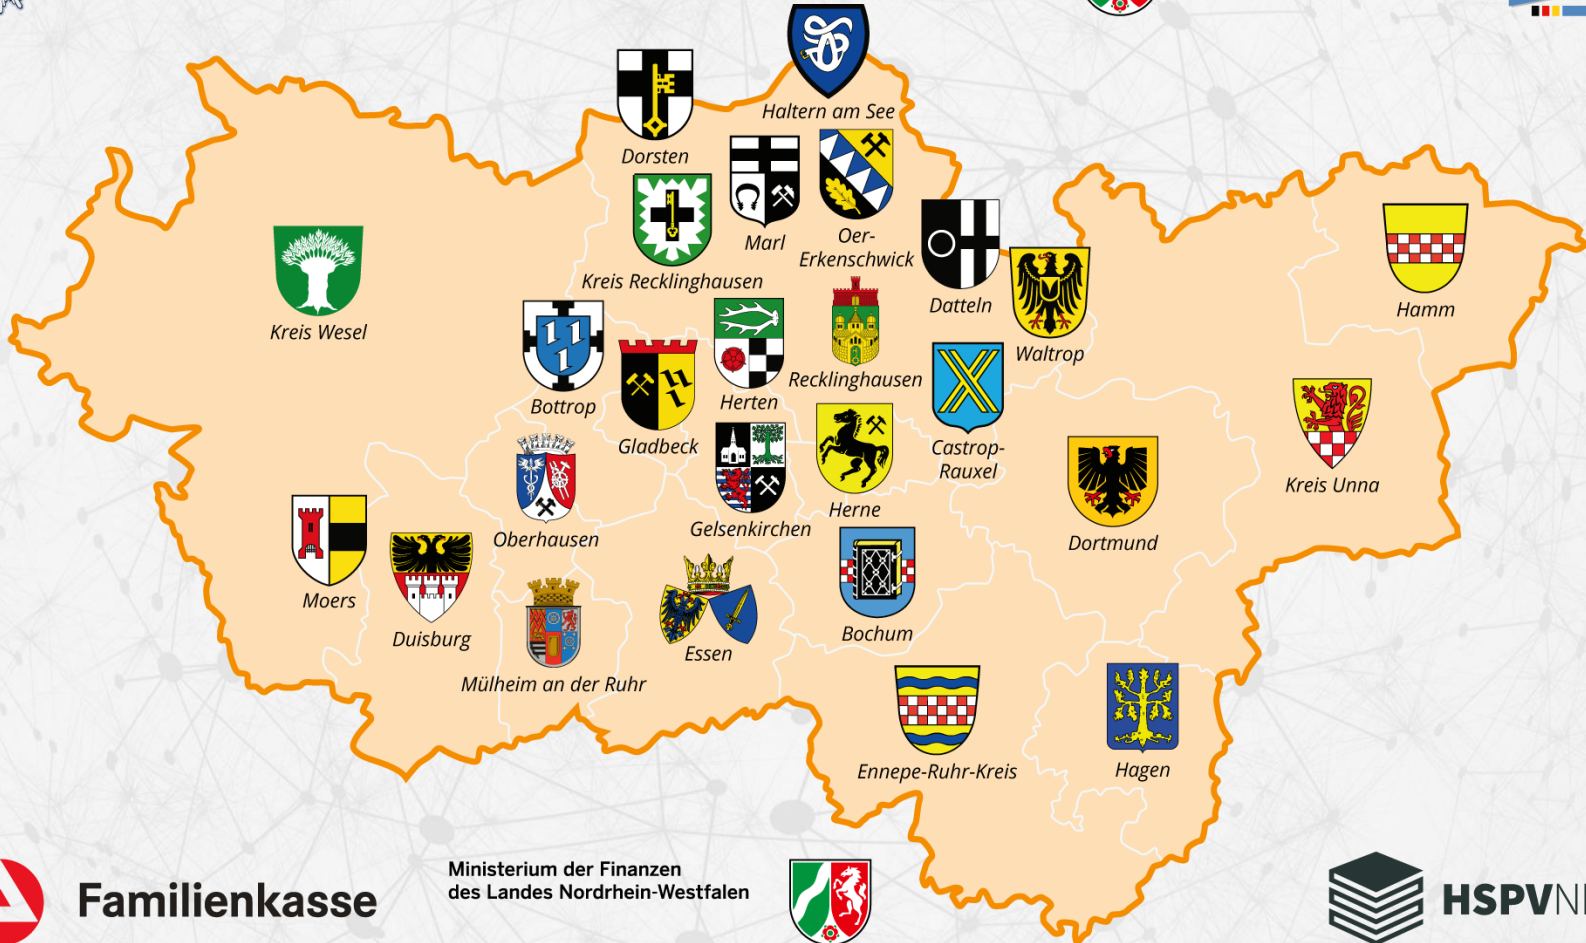 Haltern am See
Dorsten
Marl
Oer-
Erkenschwick
Kreis Recklinghausen
Datteln
Hamm
Kreis Wesel
Waltrop
Recklinghausen
Herten
Bottrop
Gladbeck
Castrop-
Rauxel
Kreis Unna
Herne
Gelsenkirchen
Oberhausen
Dortmund
Moers
Duisburg
Bochum
Essen
Mülheim an der Ruhr
Ennepe-Ruhr-Kreis
Hagen
Ministerium der Finanzen
des Landes Nordrhein-Westfalen
Familienkasse
HSPVN